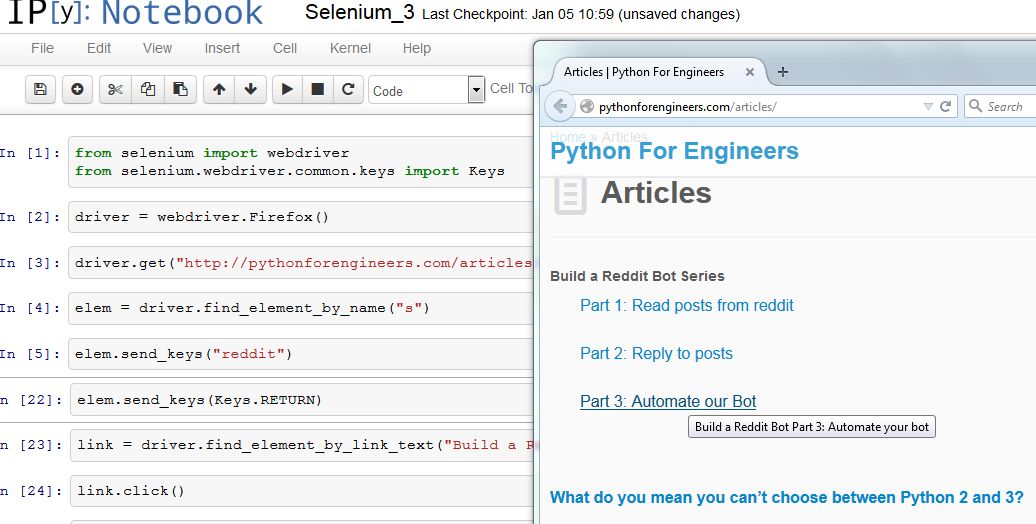 IP[y]: Notebook
Selenium_3 Last Checkpoint: Jan 05 10:59 (unsaved changes)
File Edit View Insert Cell Kernel Help
Code
Cell To
In [1]:
from selenium import webdriver
from selenium.webdriver.common.keys import Keys
In [2]: driver = webdriver.Firefox()
In [3]: driver.get("http://pythonforengineers.com/articles
In [4]: elem = driver.find_element_by_name("s")
In [5]: elem.send_keys("reddit")
n [22]: elem.send_keys(Keys.RETURN)
n [23]: link = driver.find_element_by_link_text("Build a R
n [24]: link.click()
Articles | Python For Engineers
pythonforengineers.com/articles/
Search
Home » Articles
Python For Engineers
Articles
Build a Reddit Bot Series
Part 1: Read posts from reddit
Part 2: Reply to posts
Part 3: Automate our Bot
Build a Reddit Bot Part 3: Automate your bot
What do you mean you can't choose between Python 2 and 3?